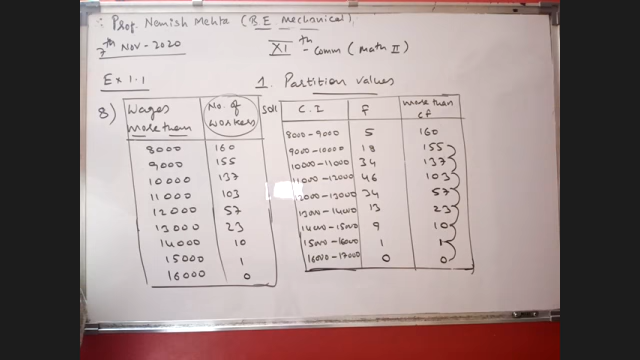 ∴ Prof. Nemish Mehta (B.E. Mechanical).
7th Nov-2020
XI th - Comm (Math II)
Ex 1.1
1. Partition values
8)
Wages more than | No. of workers
8000 160
9000 155
10000 137
11000 103
12000 57
13000 23
14000 10
15000 1
16000 0
Soln
C.I F more than cf
8000-9000 5 160
9000-10000 18 155
10000-11000 34 137
11000-12000 46 103
12000-13000 34 57
13000-14000 13 23
14000-15000 9 10
15000-16000 1 1
16000-17000 0 0